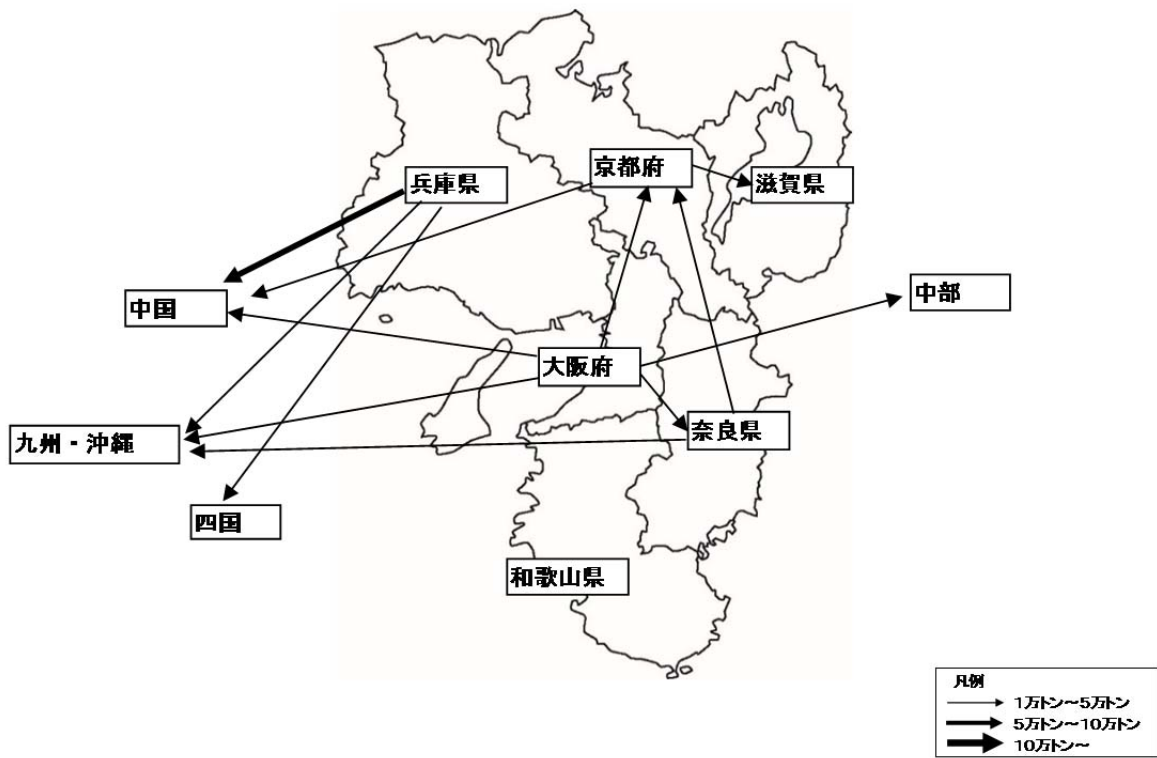 京都府
兵庫県
滋賀県
中国
中部
大阪府
奈良県
九州・沖縄
四国
和歌山県
凡例
1万トン～5万トン
5万トン～10万トン
10万トン～